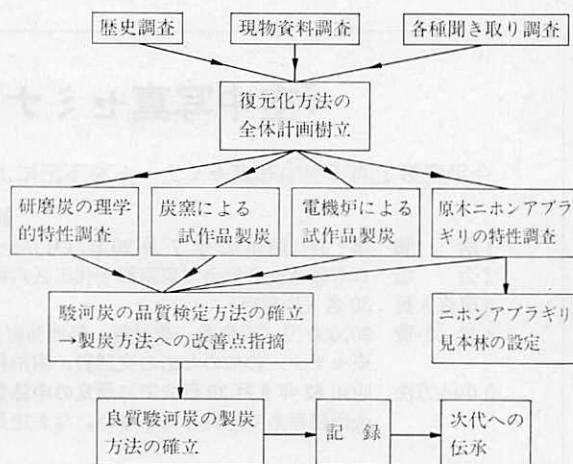 歴史調査
現物資料調査
各種聞き取り調査
復元化方法の
全体計画樹立
研磨炭の理学
的特性調査
炭窯による
試作品製炭
電機炉による
試作品製炭
原木ニホンアブラ
ギリの特性調査
駿河炭の品質検定方法の確立
→製炭方法への改善点指摘
ニホンアブラギリ
見本林の設定
良質駿河炭の製炭
方法の確立
記録
次代への
伝承